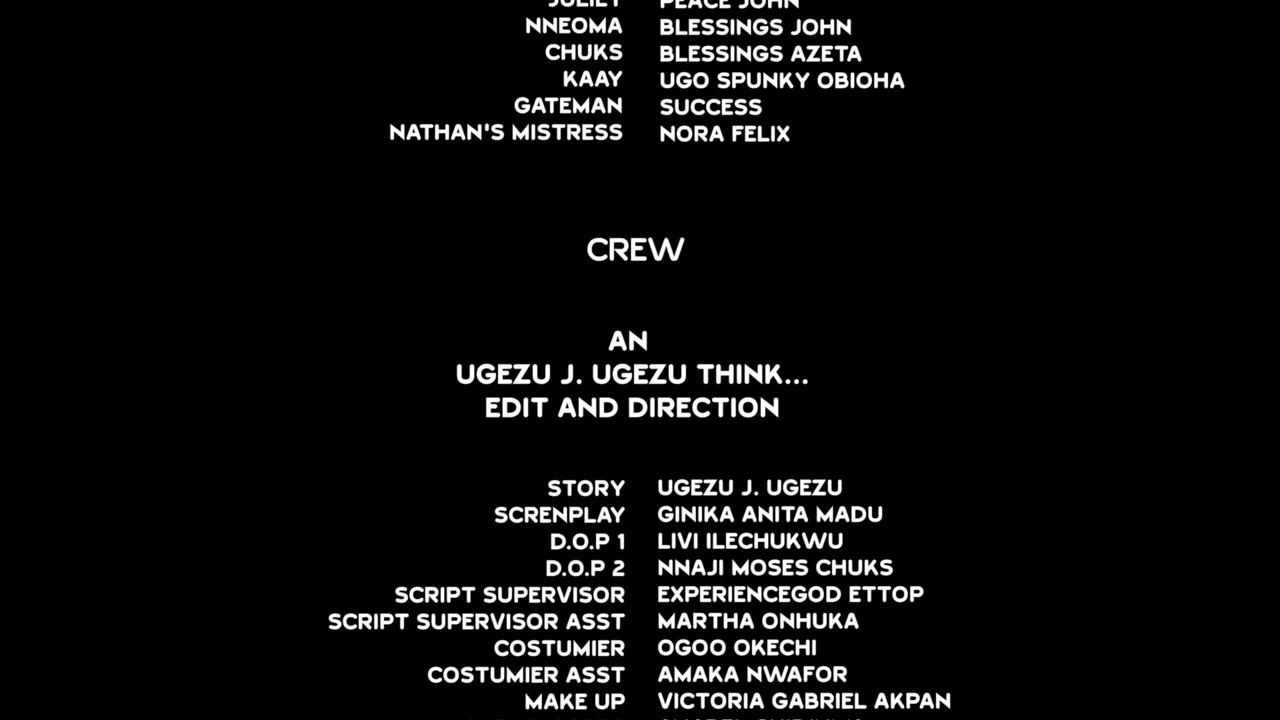 JULIET PEACE JOHN
NNEOMA BLESSINGS JOHN
CHUKS BLESSINGS AZETA
KAAY UGO SPUNKY OBIOHA
GATEMAN SUCCESS
NATHAN'S MISTRESS NORA FELIX
CREW
AN
UGEZU J. UGEZU THINK...
EDIT AND DIRECTION
STORY UGEZU J. UGEZU
SCRENPLAY GINIKA ANITA MADU
D.O.P 1 LIVI ILECHUKWU
D.O.P 2 NNAJI MOSES CHUKS
SCRIPT SUPERVISOR EXPERIENCEGOD ETTOP
SCRIPT SUPERVISOR ASST MARTHA ONHUKA
COSTUMIER OGOO OKECHI
COSTUMIER ASST AMAKA NWAFOR
MAKE UP VICTORIA GABRIEL AKPAN